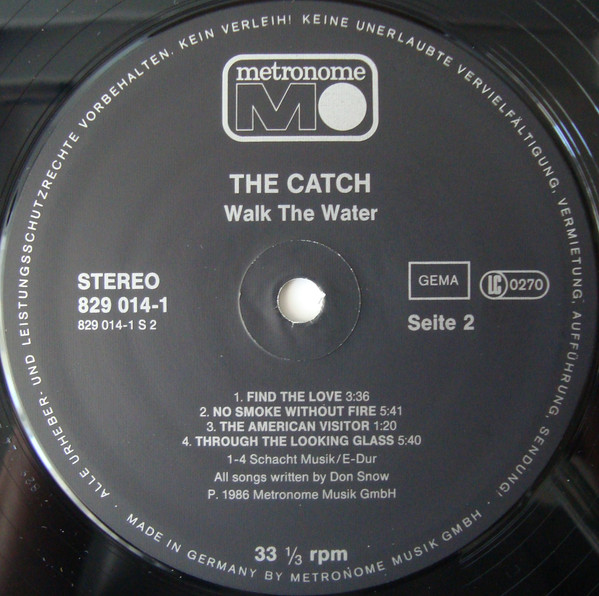 ALLE URHEBER- UND LEISTUNGSSCHUTZRECHTE VORBEHALTEN, KEIN VERLEIH! KEINE UNERLAUBTE VERVIELFÄLTIGUNG, VERMIETUNG, AUFFÜHRUNG, SENDUNG!
metronome
MO
THE CATCH
Walk The Water
STEREO
829 014-1
829 014-1 S 2
GEMA
LC 0270
Seite 2
1. FIND THE LOVE 3:36
2. NO SMOKE WITHOUT FIRE 5:41
3. THE AMERICAN VISITOR 1:20
4. THROUGH THE LOOKING GLASS 5:40
1-4 Schacht Musik/E-Dur
All songs written by Don Snow
P. 1986 Metronome Musik GmbH
33 1/3 rpm
· MADE IN GERMANY BY METRONOME MUSIK GMBH ·